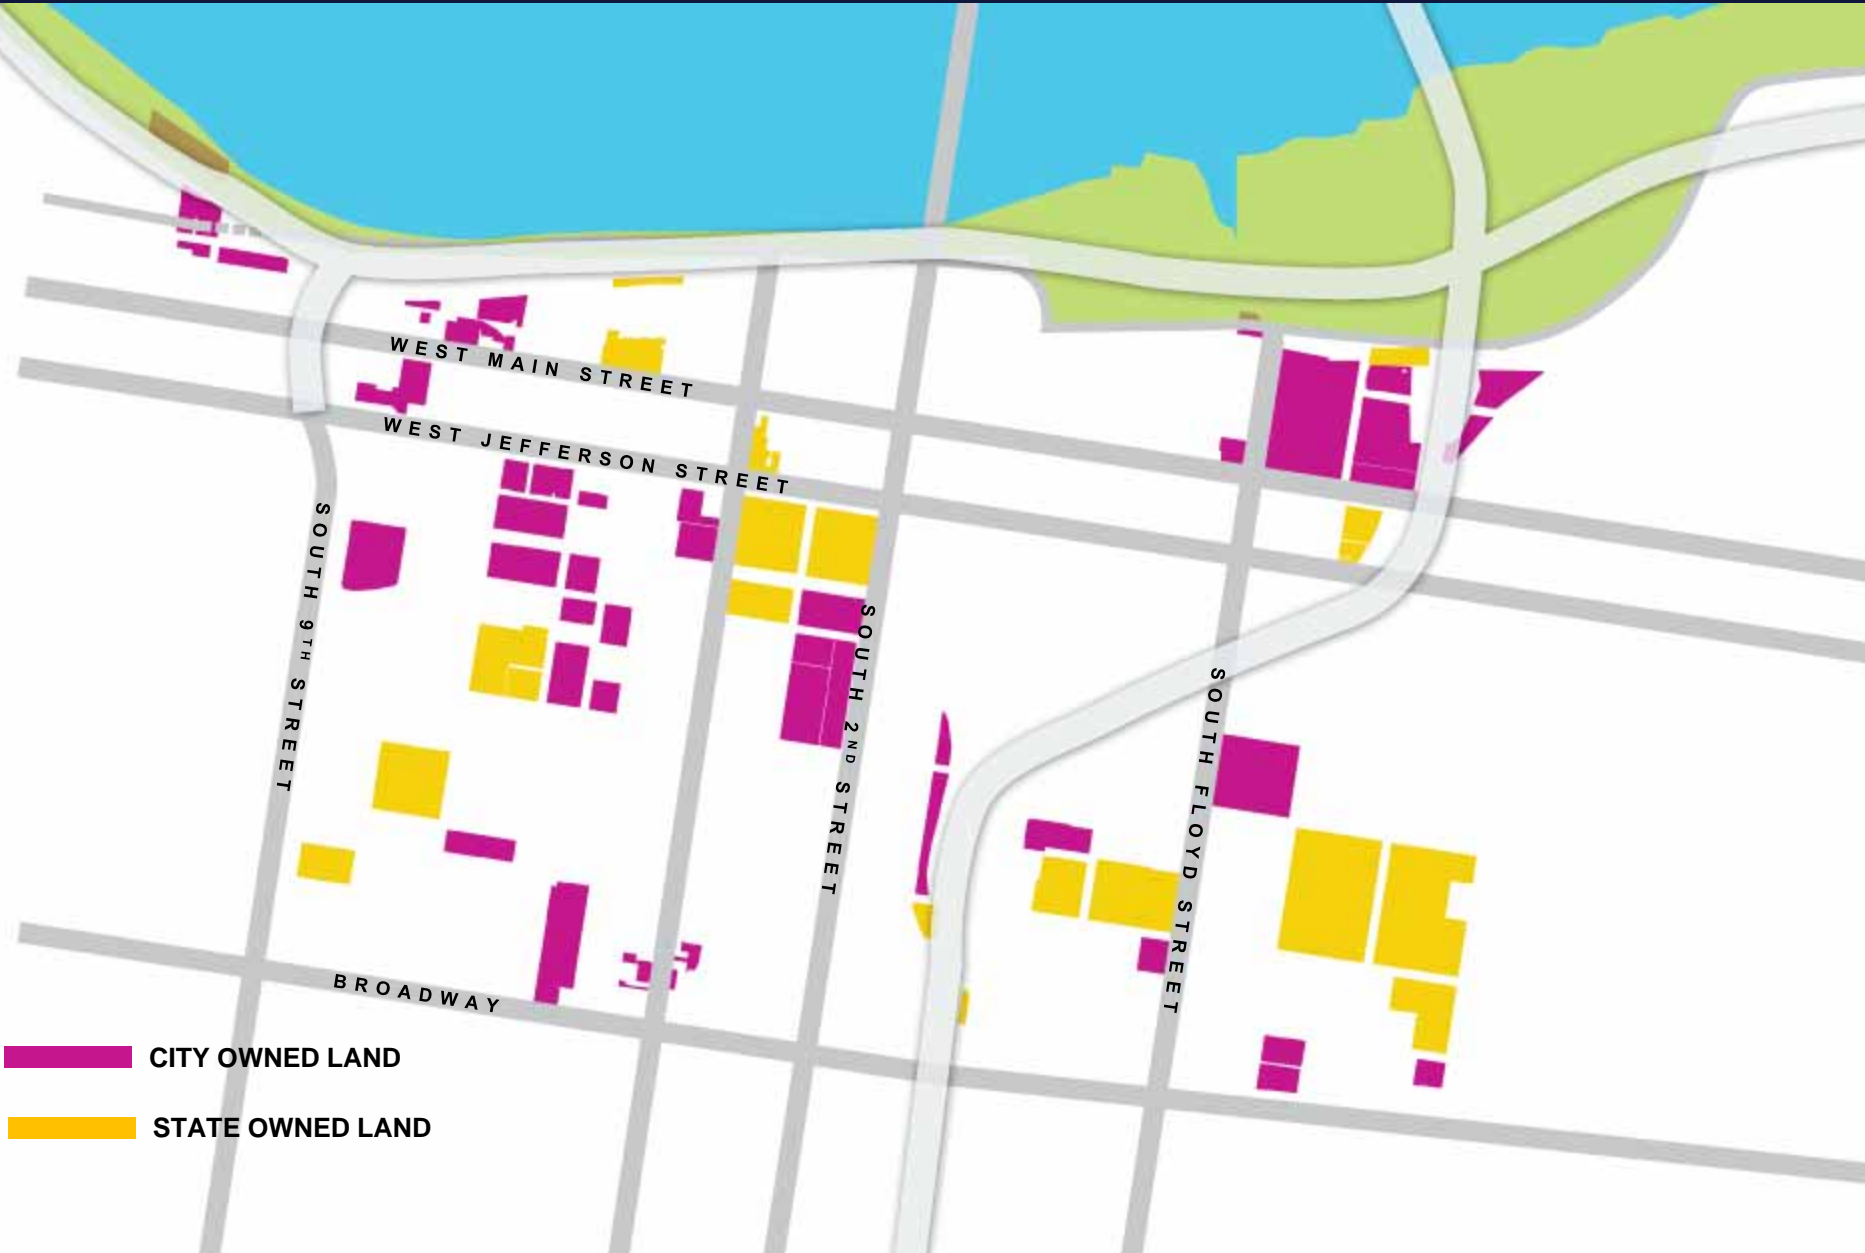 WEST MAIN STREET
WEST JEFFERSON STREET
SOUTH 9TH STREET
SOUTH 2ND STREET
SOUTH FLOYD STREET
BROADWAY
CITY OWNED LAND
STATE OWNED LAND